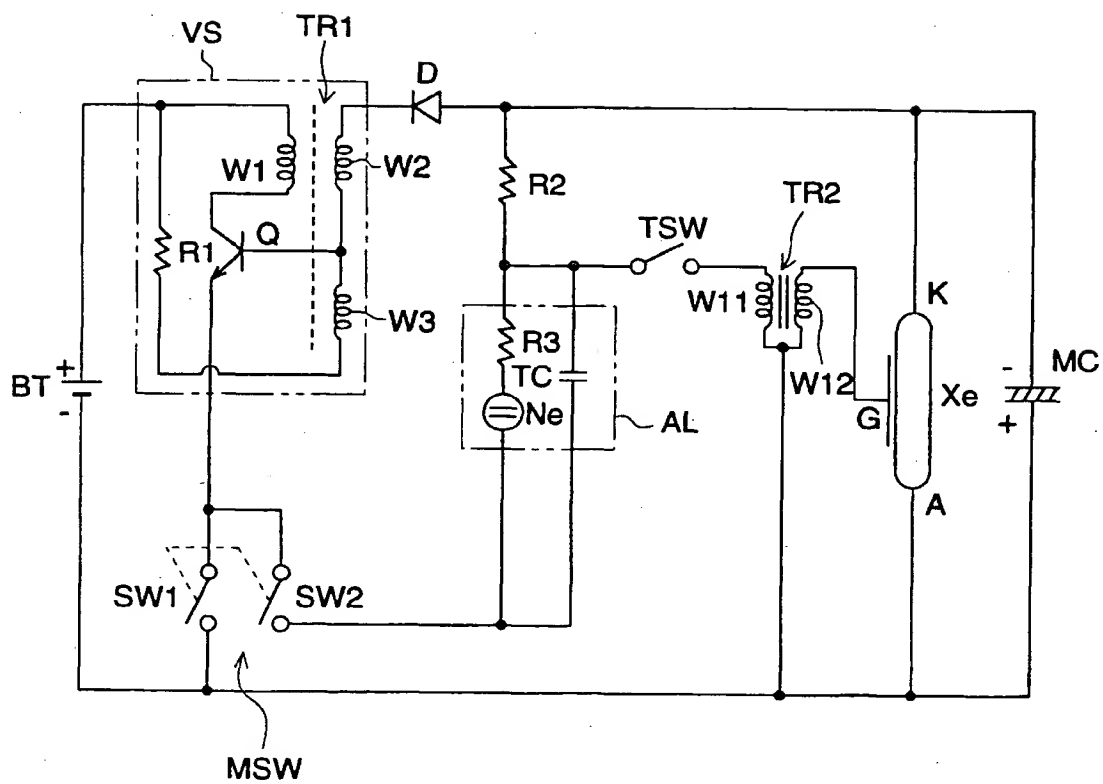 VS
TR1
D
W1
W2
R2
TR2
TSW
Q
R1
W3
W11
K
R3
TC
W12
BT
+
-
Ne
AL
G
Xe
-
+
MC
A
SW1
SW2
MSW